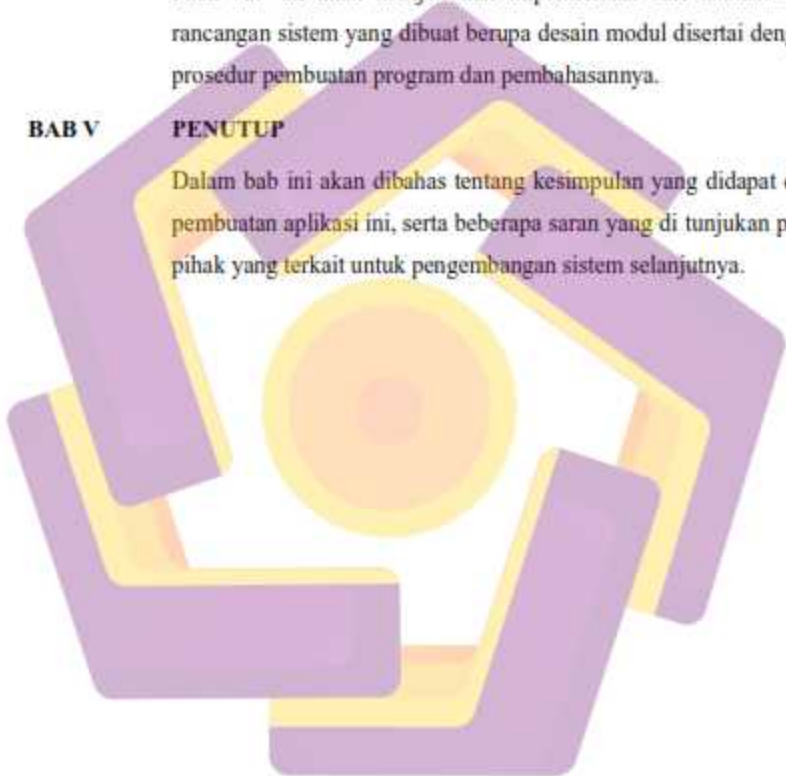 rancangan sistem yang dibuat berupa desain modul disertai
prosedur pembuatan program dan pembahasannya.
BAB V PENUTUP
Dalam bab ini akan dibahas tentang kesimpulan yang didapat
pembuatan aplikasi ini, serta beberapa saran yang di tunjukan
pihak yang terkait untuk pengembangan sistem selanjutnya.